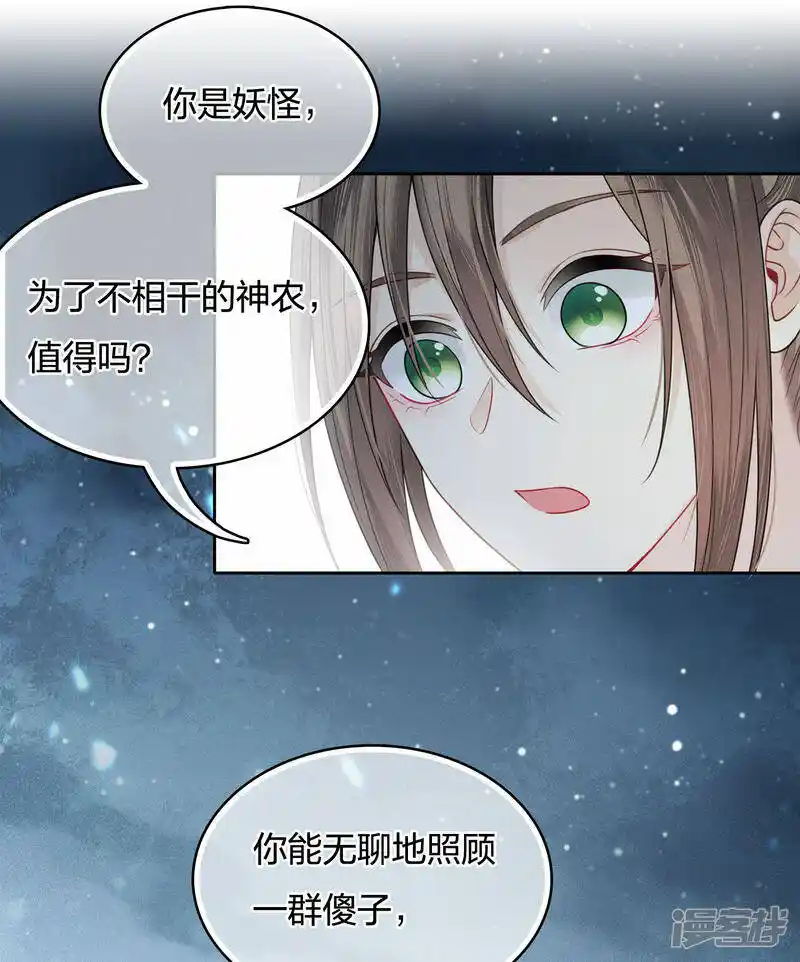 你是妖怪，
为了不相干的神农，
值得吗？
你能无聊地照顾
一群傻子，
漫客栈